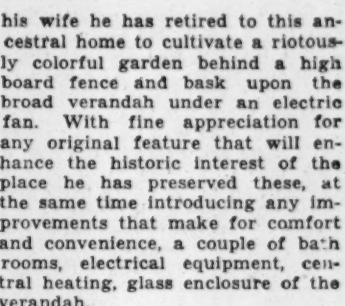 his wife he has retired to this an-
cestral home to cultivate a riotous-
ly colorful garden behind a high
board fence and bask upon the
broad verandah under an electric
fan. With fine appreciation for
any original feature that will en-
hance the historic interest of the
place he has preserved these, at
the same time introducing any im-
provements that make for comfort
and convenience, a couple of bath
rooms, electrical equipment, cen-
tral heating, glass enclosure of the
verandah.